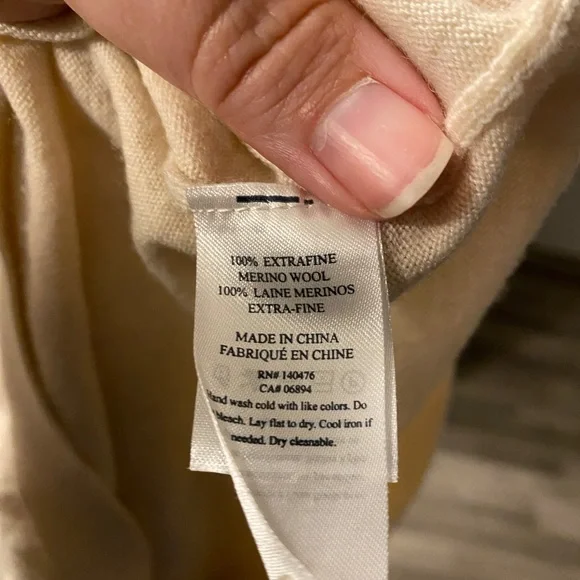 100% EXTRAFINE
MERINO WOOL
100% LAINE MERINOS
EXTRA-FINE
MADE IN CHINA
FABRIQUÉ EN CHINE
RN# 140476
CA# 06894
and wash cold with like colors. Do
bleach. Lay flat to dry. Cool iron if
needed. Dry cleanable.